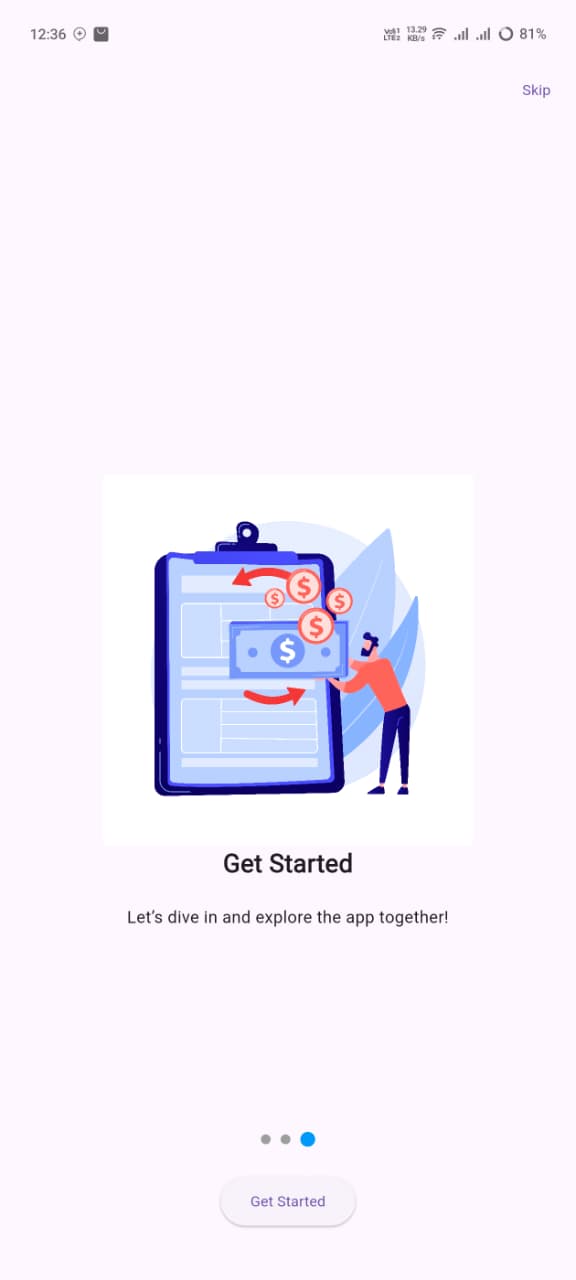 12:36
Vo1 LTE2 13.29 KB/s 81%
Skip
$ $ $ $
$
Get Started
Let’s dive in and explore the app together!
Get Started